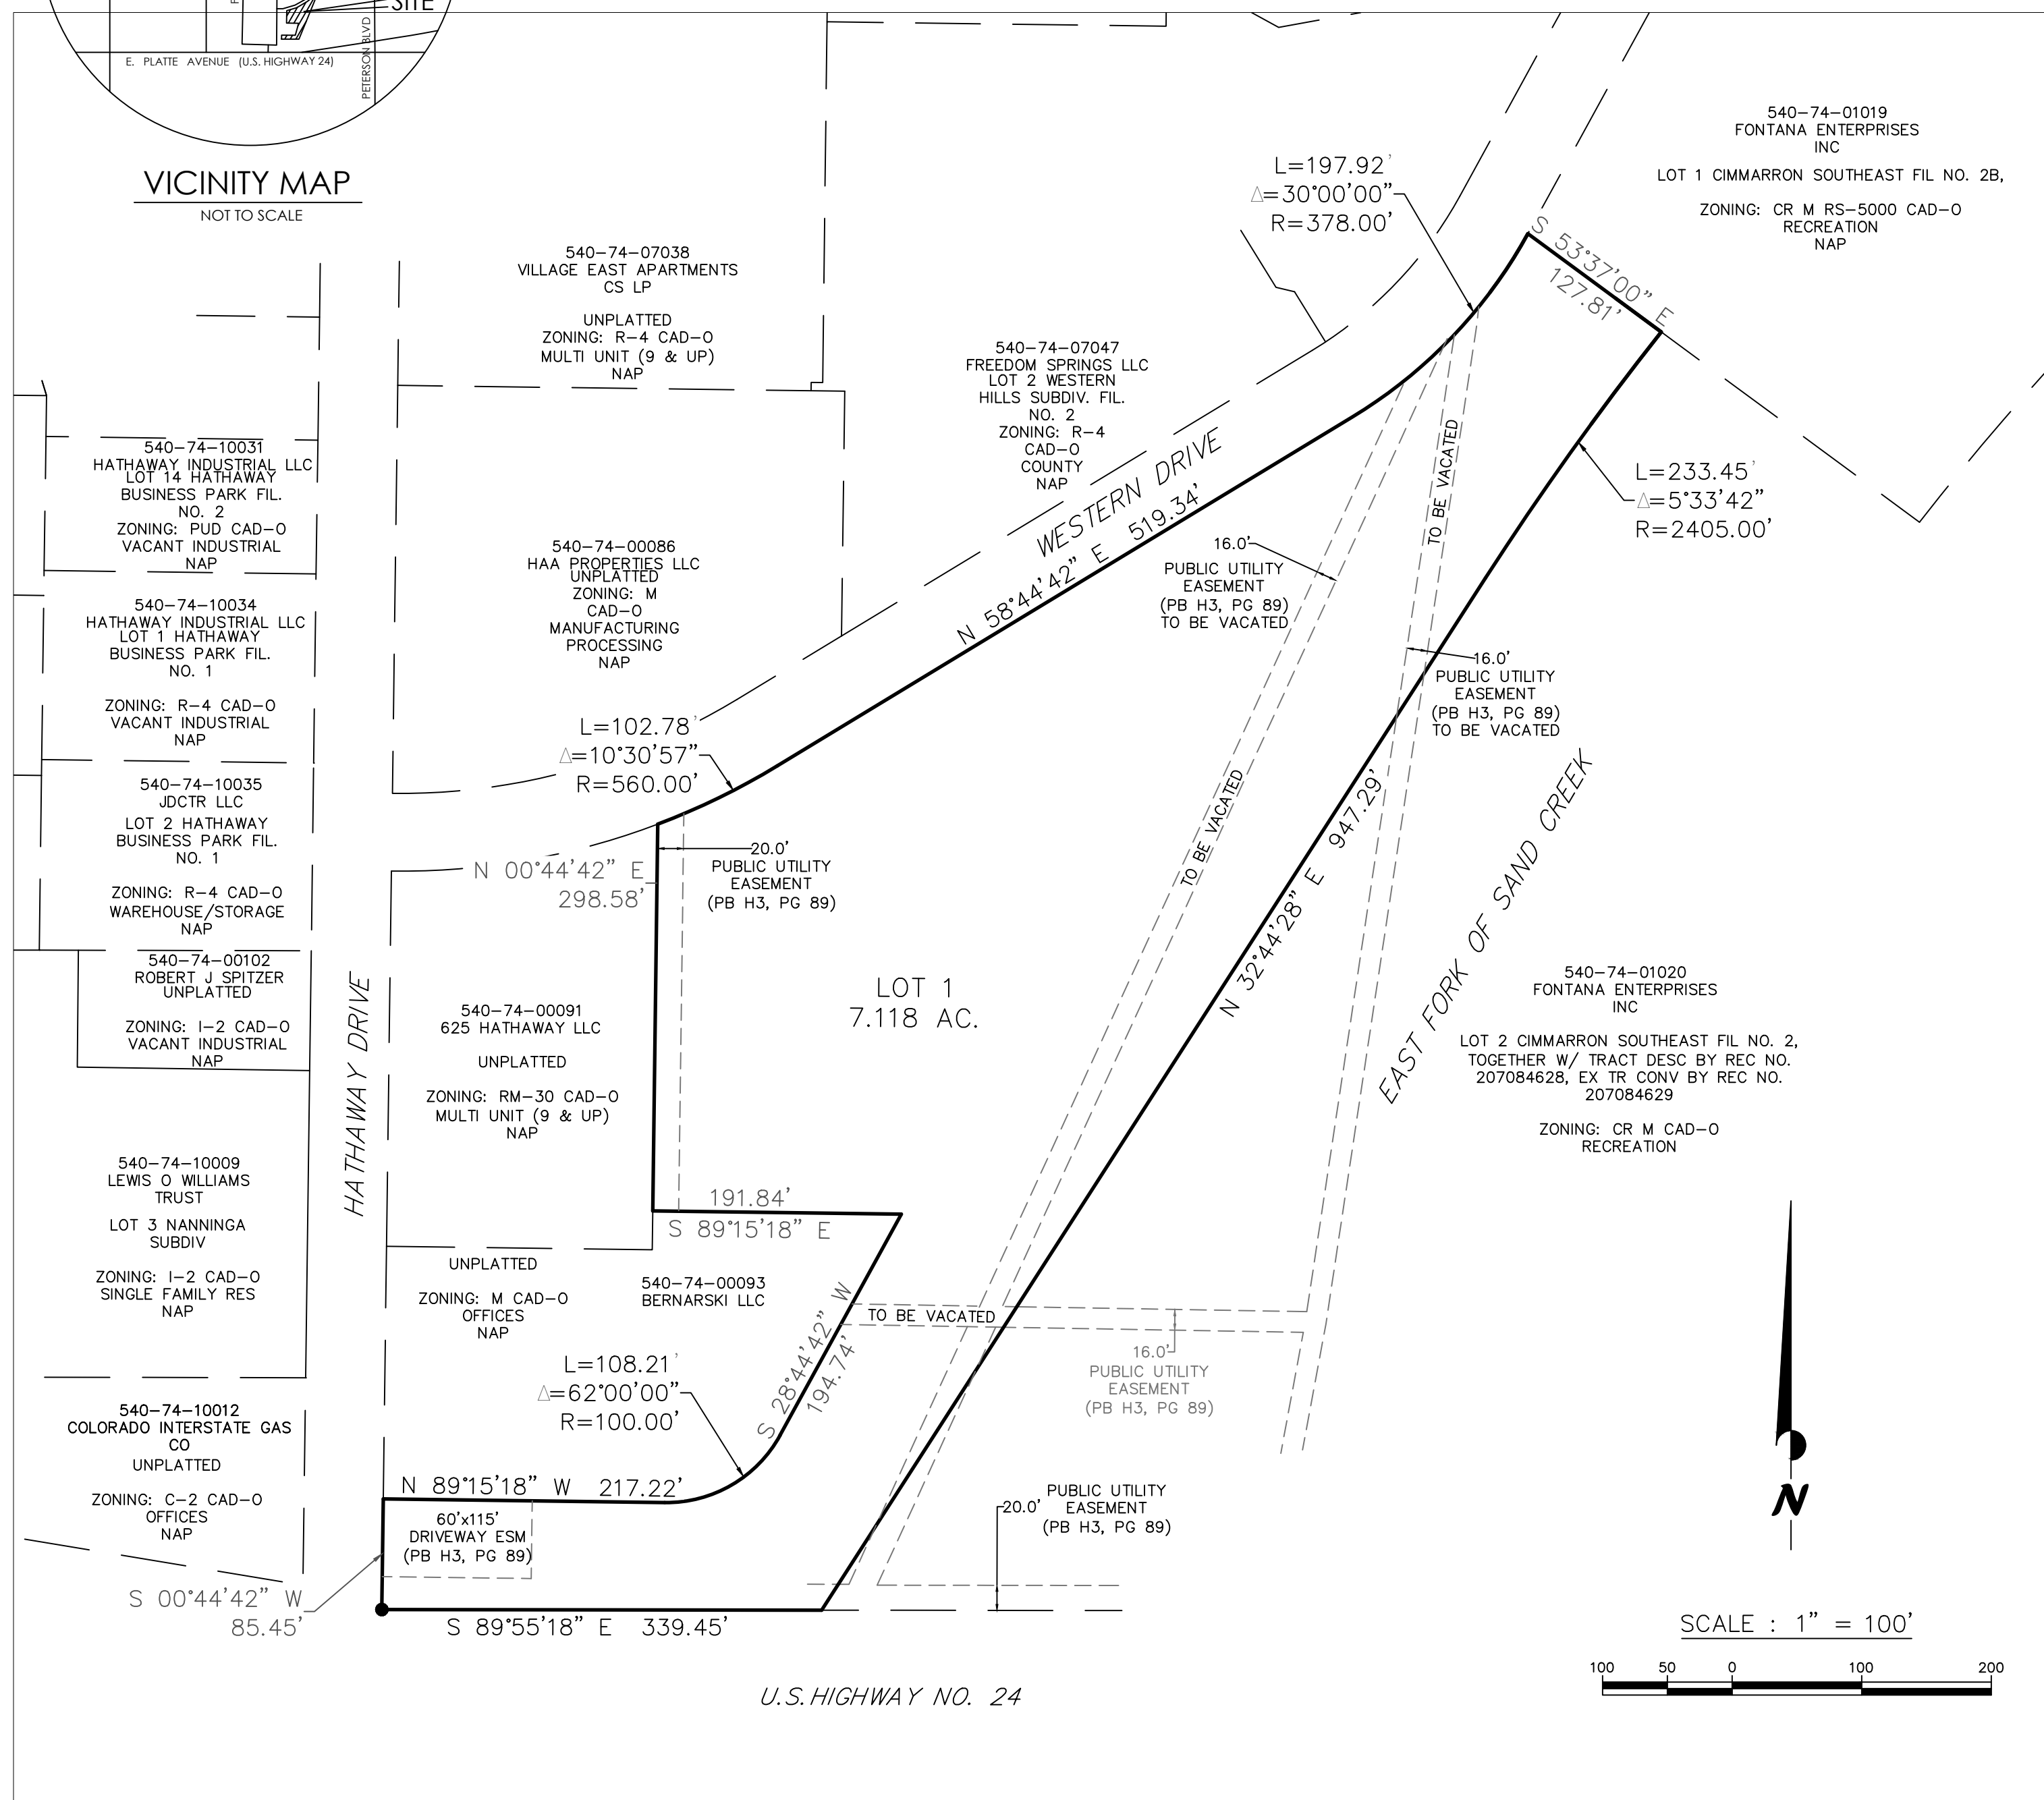 SITE
E. PLATTE AVENUE (U.S. HIGHWAY 24)
PETERSON BLVD
VICINITY MAP
NOT TO SCALE
540-74-01019
FONTANA ENTERPRISES
INC
LOT 1 CIMMARRON SOUTHEAST FIL NO. 2B,
ZONING: CR M RS-5000 CAD-O
RECREATION
NAP
L=197.92'
Δ=30°00'00"
R=378.00'
S 53°37'00" E
127.81'
540-74-07038
VILLAGE EAST APARTMENTS
CS LP
UNPLATTED
ZONING: R-4 CAD-O
MULTI UNIT (9 & UP)
NAP
540-74-07047
FREEDOM SPRINGS LLC
LOT 2 WESTERN
HILLS SUBDIV. FIL.
NO. 2
ZONING: R-4
CAD-O
COUNTY
NAP
540-74-10031
HATHAWAY INDUSTRIAL LLC
LOT 14 HATHAWAY
BUSINESS PARK FIL.
NO. 2
ZONING: PUD CAD-O
VACANT INDUSTRIAL
NAP
L=233.45'
Δ=5°33'42"
R=2405.00'
WESTERN DRIVE
N 58°44'42" E 519.34'
TO BE VACATED
16.0'
PUBLIC UTILITY
EASEMENT
(PB H3, PG 89)
TO BE VACATED
540-74-00086
HAA PROPERTIES LLC
UNPLATTED
ZONING: M
CAD-O
MANUFACTURING
PROCESSING
NAP
540-74-10034
HATHAWAY INDUSTRIAL LLC
LOT 1 HATHAWAY
BUSINESS PARK FIL.
NO. 1
ZONING: R-4 CAD-O
VACANT INDUSTRIAL
NAP
16.0'
PUBLIC UTILITY
EASEMENT
(PB H3, PG 89)
TO BE VACATED
L=102.78'
Δ=10°30'57"
R=560.00'
540-74-10035
JDCTR LLC
LOT 2 HATHAWAY
BUSINESS PARK FIL.
NO. 1
ZONING: R-4 CAD-O
WAREHOUSE/STORAGE
NAP
N 00°44'42" E
298.58'
20.0'
PUBLIC UTILITY
EASEMENT
(PB H3, PG 89)
TO BE VACATED
N 32°44'28" E 947.29'
EAST FORK OF SAND CREEK
540-74-00102
ROBERT J SPITZER
UNPLATTED
ZONING: I-2 CAD-O
VACANT INDUSTRIAL
NAP
HATHAWAY DRIVE
540-74-00091
625 HATHAWAY LLC
UNPLATTED
ZONING: RM-30 CAD-O
MULTI UNIT (9 & UP)
NAP
LOT 1
7.118 AC.
540-74-01020
FONTANA ENTERPRISES
INC
LOT 2 CIMMARRON SOUTHEAST FIL NO. 2,
TOGETHER W/ TRACT DESC BY REC NO.
207084628, EX TR CONV BY REC NO.
207084629
ZONING: CR M CAD-O
RECREATION
540-74-10009
LEWIS O WILLIAMS
TRUST
LOT 3 NANNINGA
SUBDIV
ZONING: I-2 CAD-O
SINGLE FAMILY RES
NAP
191.84'
S 89°15'18" E
UNPLATTED
ZONING: M CAD-O
OFFICES
NAP
540-74-00093
BERNARSKI LLC
TO BE VACATED
S 28°44'42" W
194.74'
16.0'
PUBLIC UTILITY
EASEMENT
(PB H3, PG 89)
L=108.21'
Δ=62°00'00"
R=100.00'
540-74-10012
COLORADO INTERSTATE GAS
CO
UNPLATTED
ZONING: C-2 CAD-O
OFFICES
NAP
N 89°15'18" W 217.22'
60'x115'
DRIVEWAY ESM
(PB H3, PG 89)
20.0'
PUBLIC UTILITY
EASEMENT
(PB H3, PG 89)
N
S 00°44'42" W
85.45'
S 89°55'18" E 339.45'
U.S.HIGHWAY NO. 24
SCALE : 1" = 100'
100 50 0 100 200